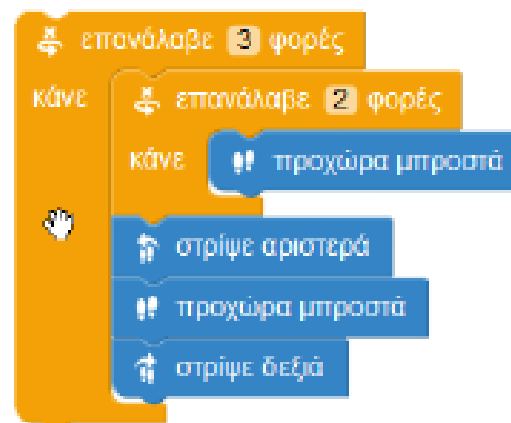 επανάλαβε 3 φορές
κάνε επανάλαβε 2 φορές
κάνε προχώρα μπροστά
στρίψε αριστερά
προχώρα μπροστά
στρίψε δεξιά